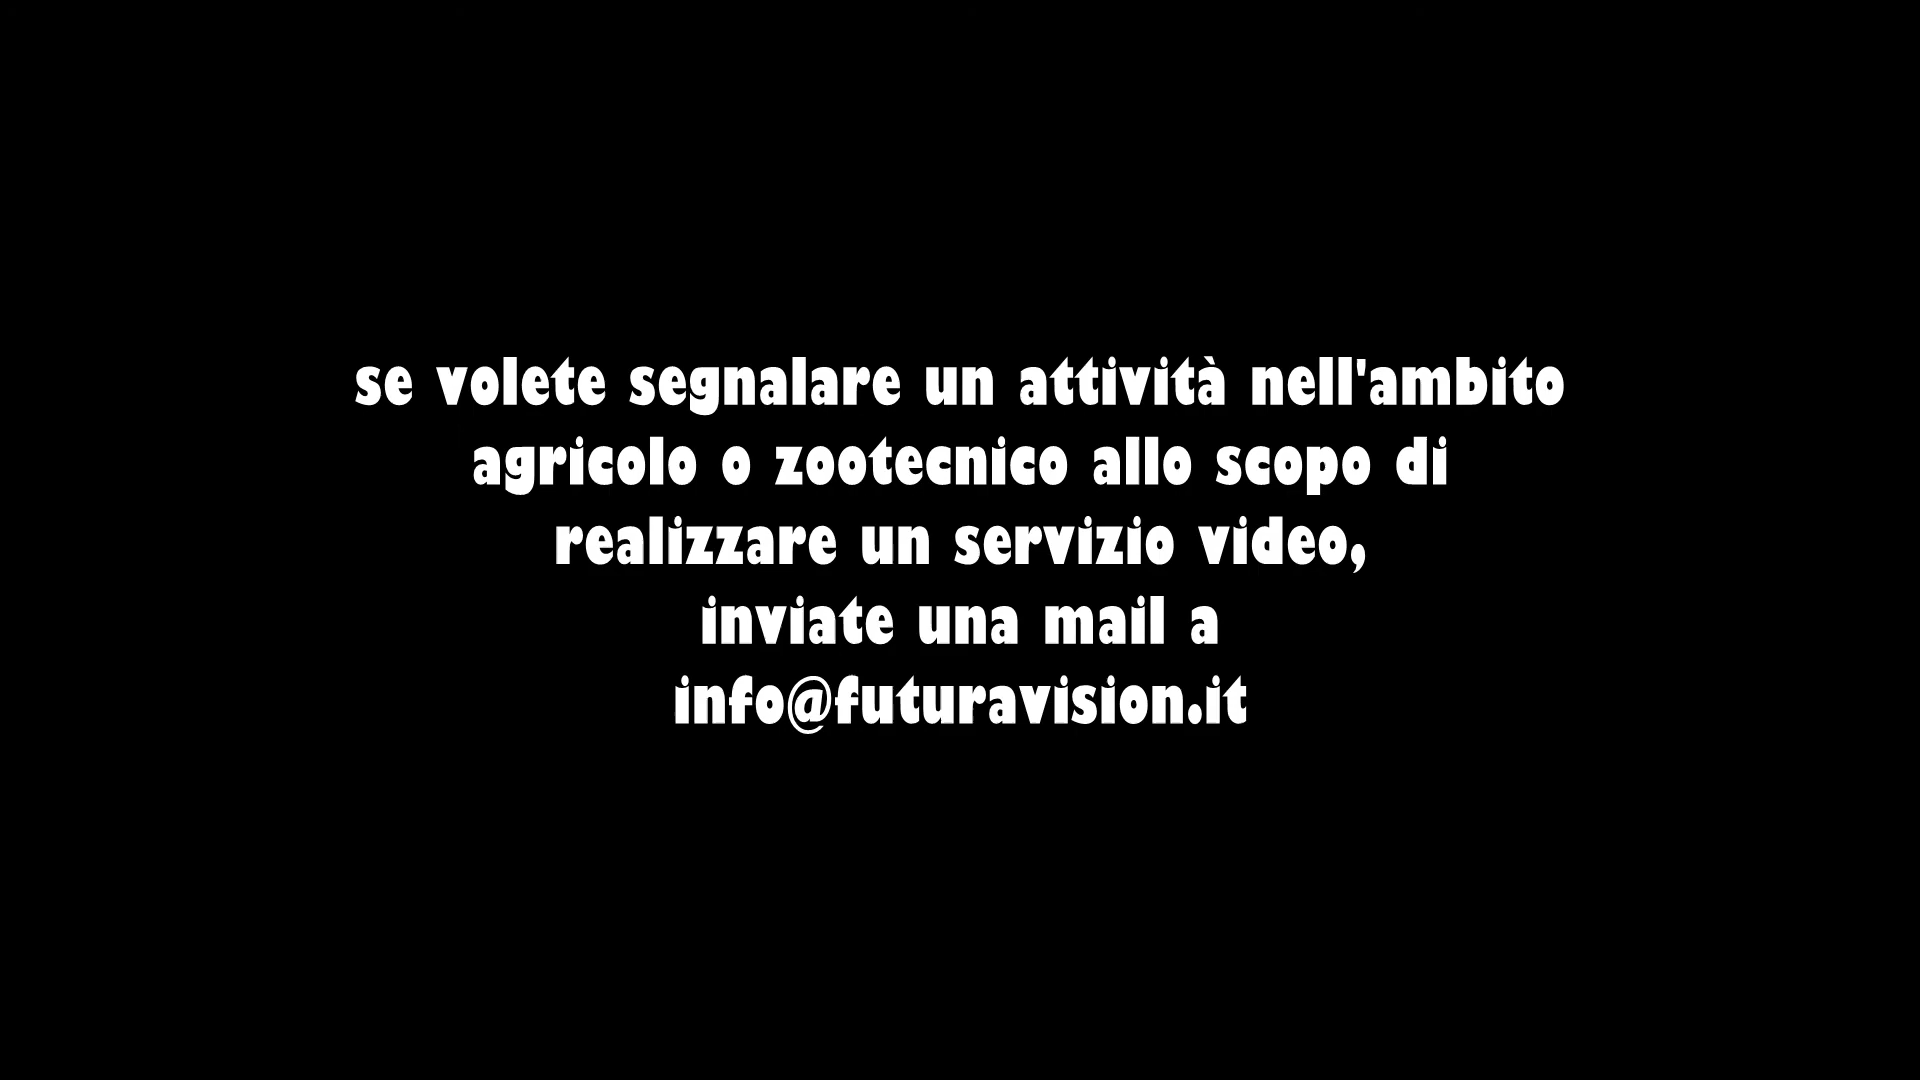 se volete segnalare un attività nell'ambito
agricolo o zootecnico allo scopo di
realizzare un servizio video,
inviate una mail a
info@futuravision.it